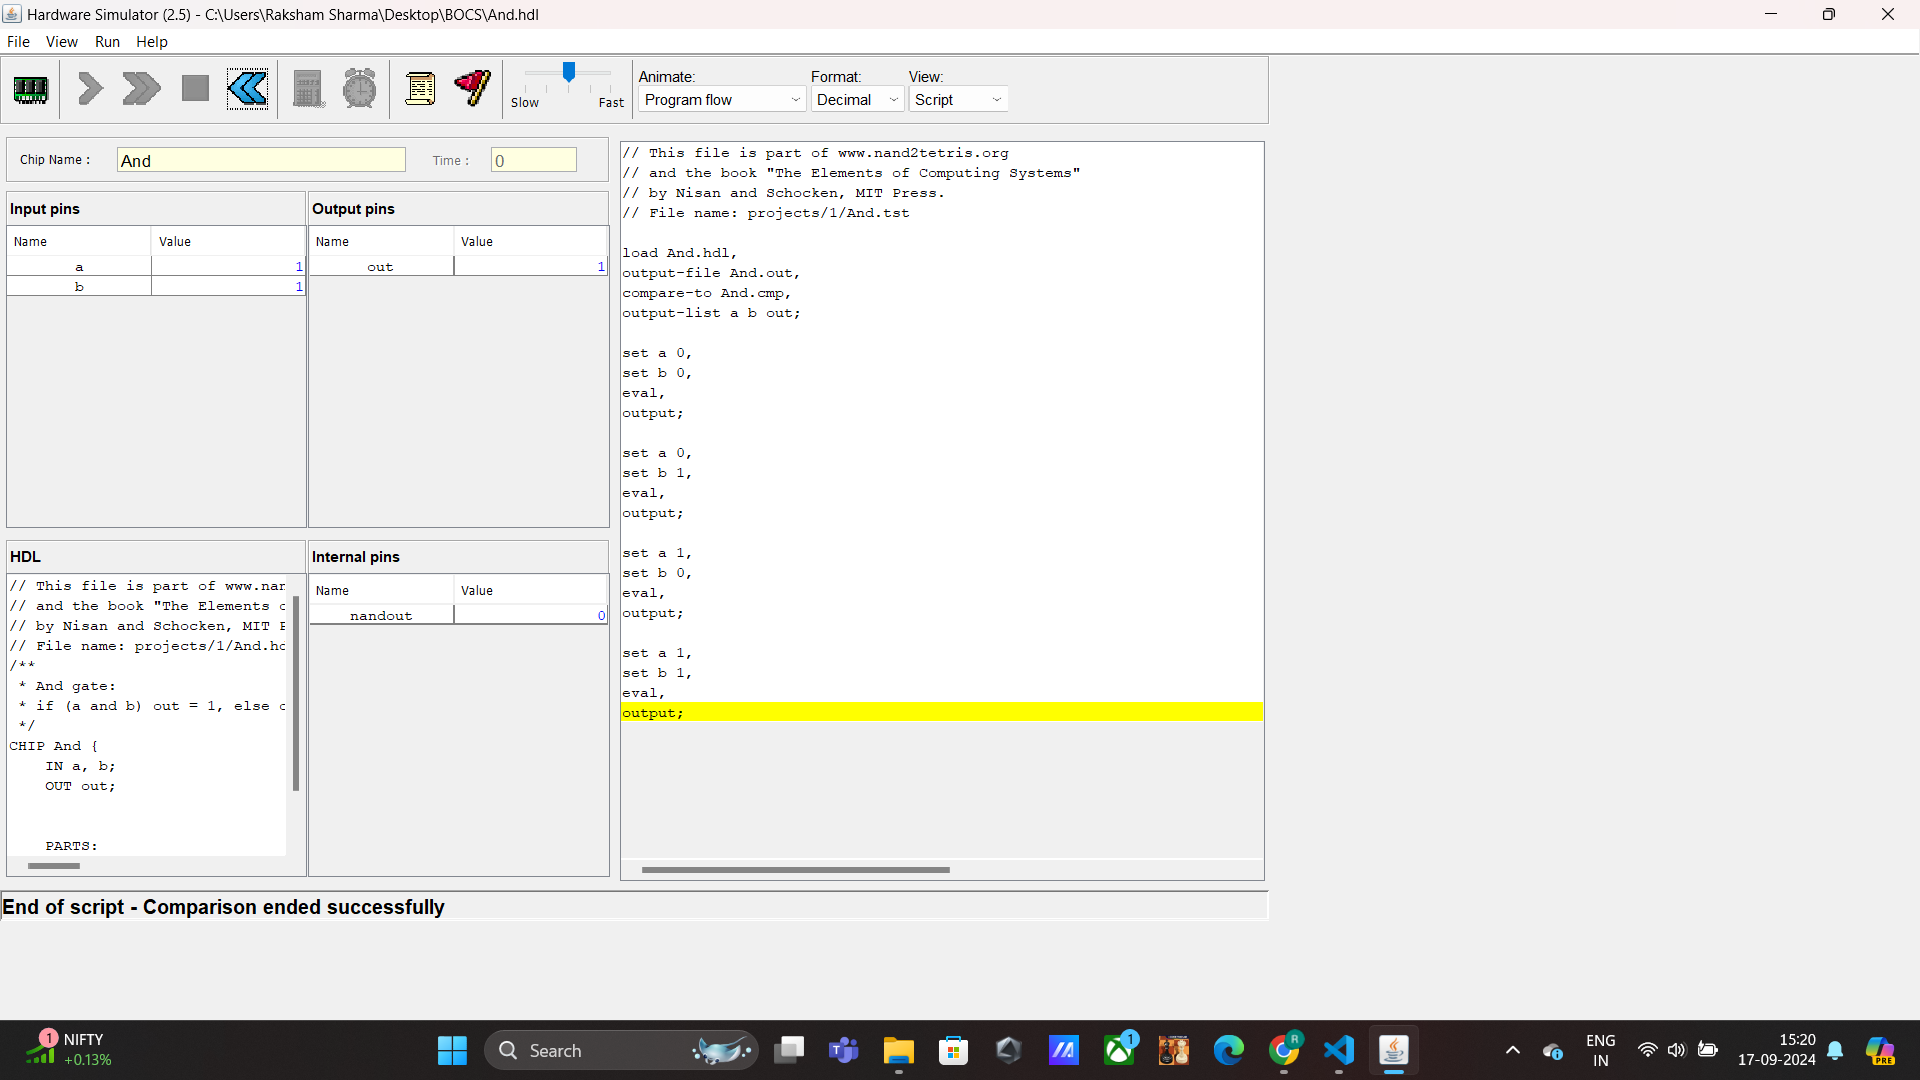 Hardware Simulator (2.5) - C:\Users\Raksham Sharma\Desktop\BOCS\And.hdl
File View Run Help
Slow Fast
Animate: Format: View:
Program flow Decimal Script
Chip Name : And Time : 0
Input pins
Name Value
a 1
b 1
Output pins
Name Value
out 1
HDL
// This file is part of www.nan
// and the book "The Elements o
// by Nisan and Schocken, MIT P
// File name: projects/1/And.hd
/**
* And gate:
* if (a and b) out = 1, else o
*/
CHIP And {
IN a, b;
OUT out;
PARTS:
Internal pins
Name Value
nandout 0
// This file is part of www.nand2tetris.org
// and the book "The Elements of Computing Systems"
// by Nisan and Schocken, MIT Press.
// File name: projects/1/And.tst
load And.hdl,
output-file And.out,
compare-to And.cmp,
output-list a b out;
set a 0,
set b 0,
eval,
output;
set a 0,
set b 1,
eval,
output;
set a 1,
set b 0,
eval,
output;
set a 1,
set b 1,
eval,
output;
End of script - Comparison ended successfully
1 NIFTY
+0.13%
Search
1
R
ENG
IN
15:20
17-09-2024
PRE